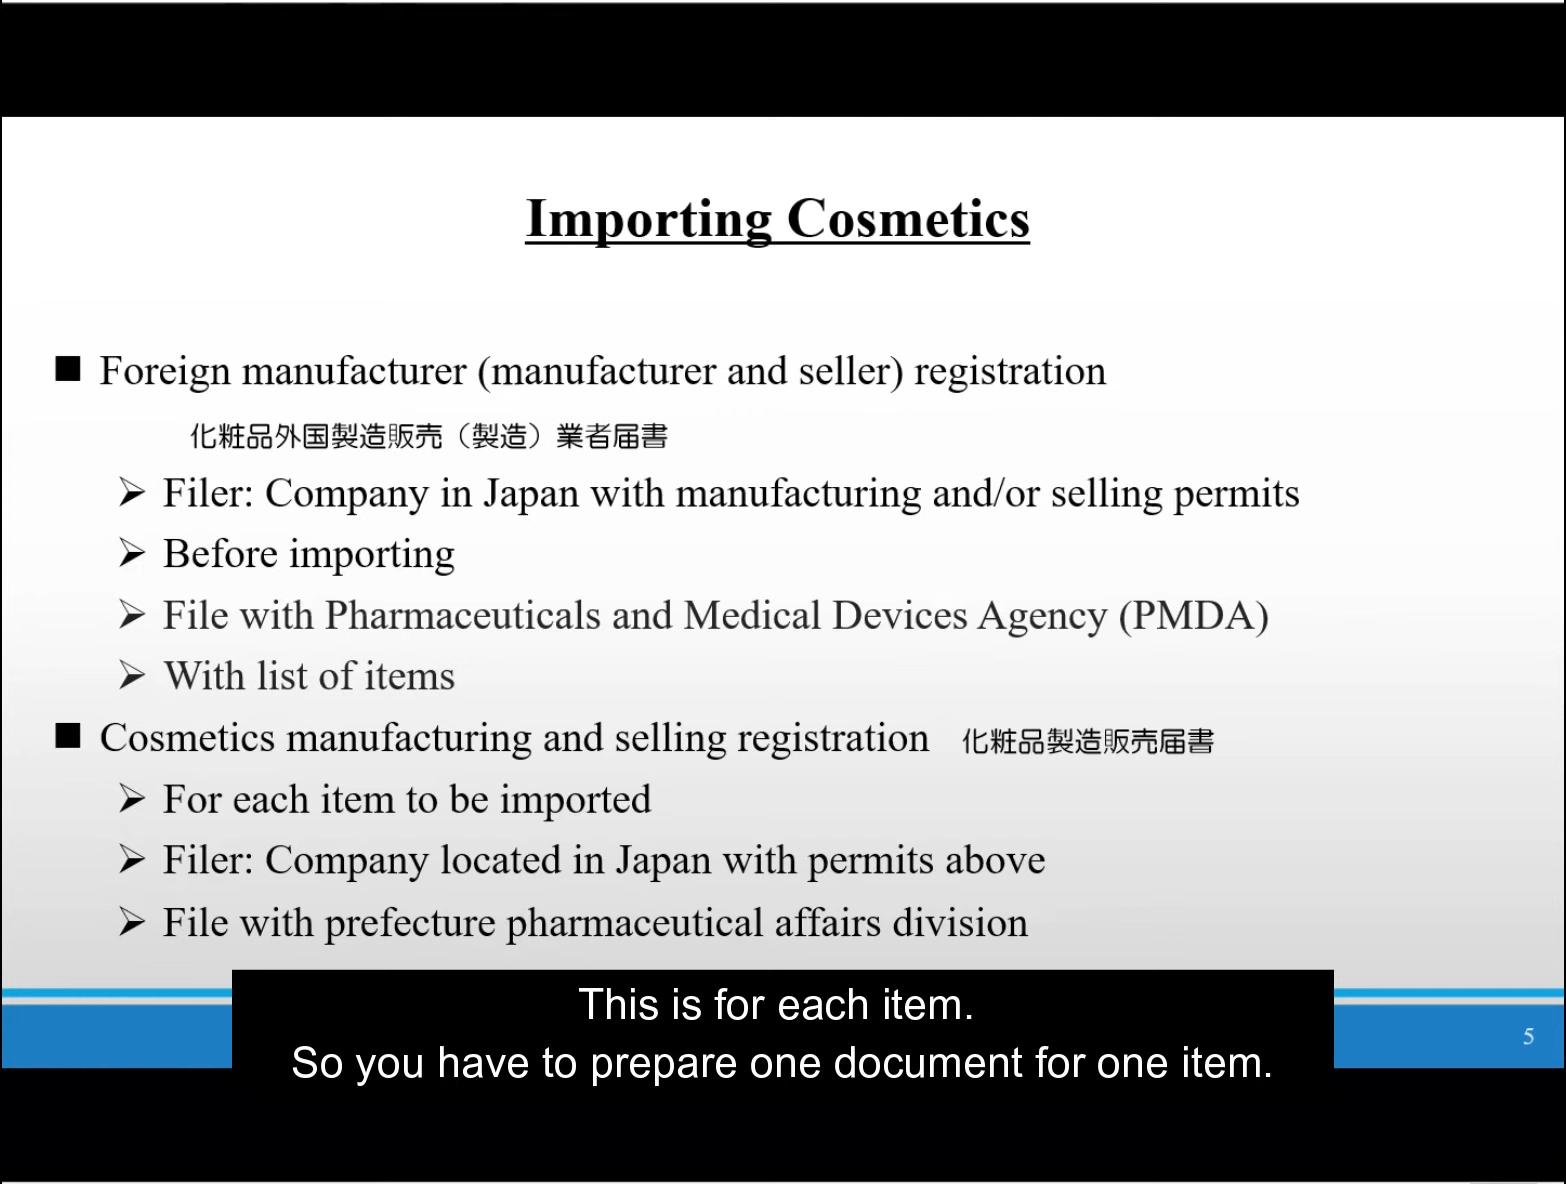 Importing Cosmetics
■ Foreign manufacturer (manufacturer and seller) registration
化粧品外国製造販売（製造）業者届書
➢ Filer: Company in Japan with manufacturing and/or selling permits
➢ Before importing
➢ File with Pharmaceuticals and Medical Devices Agency (PMDA)
➢ With list of items
■ Cosmetics manufacturing and selling registration 化粧品製造販売届書
➢ For each item to be imported
➢ Filer: Company located in Japan with permits above
➢ File with prefecture pharmaceutical affairs division
This is for each item.
So you have to prepare one document for one item.
5